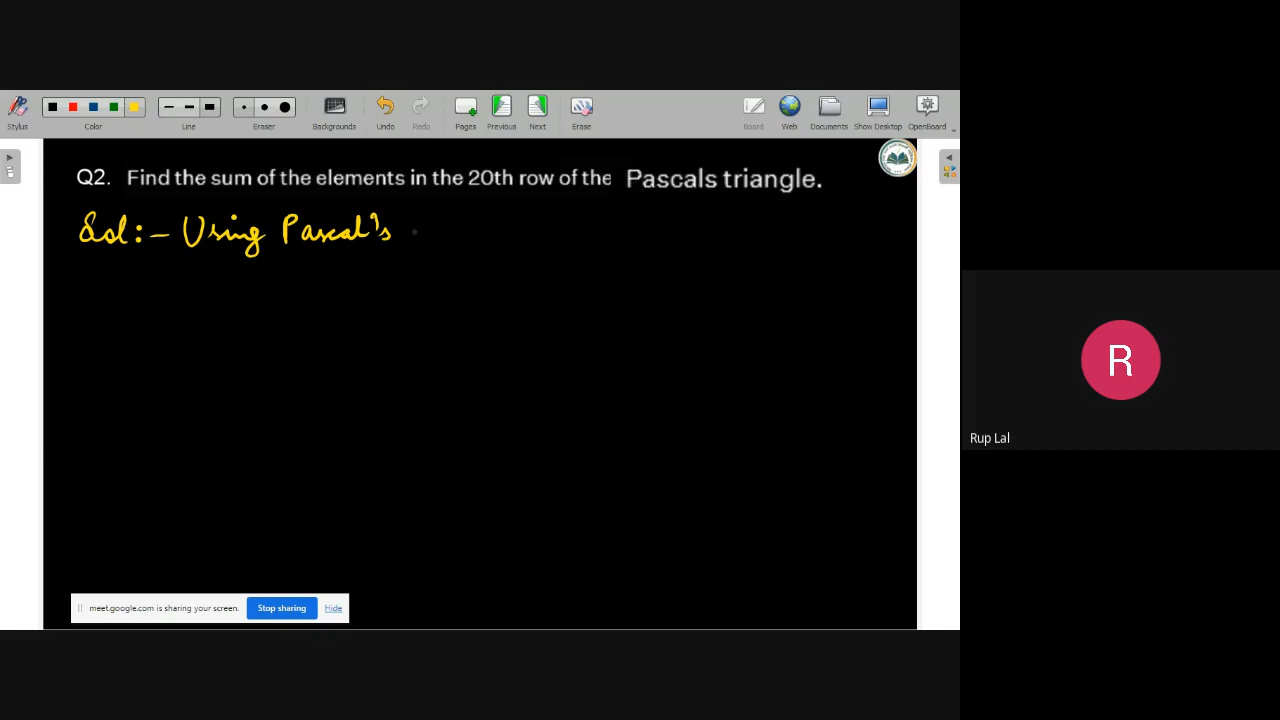 Stylus Color Line Eraser Backgrounds Undo Redo Pages Previous Next Erase Board Web Documents Show Desktop OpenBoard
Q2. Find the sum of the elements in the 20th row of the Pascals triangle.
Sol:- Using Pascal's
R
Rup Lal
meet.google.com is sharing your screen. Stop sharing Hide